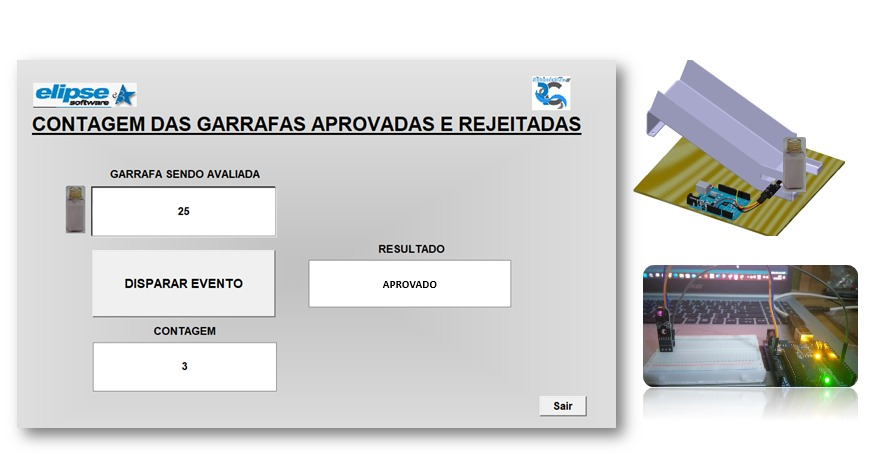 elipse
software
CONTAGEM DAS GARRAFAS APROVADAS E REJEITADAS
GARRAFA SENDO AVALIADA
25
DISPARAR EVENTO
RESULTADO
APROVADO
CONTAGEM
3
Sair